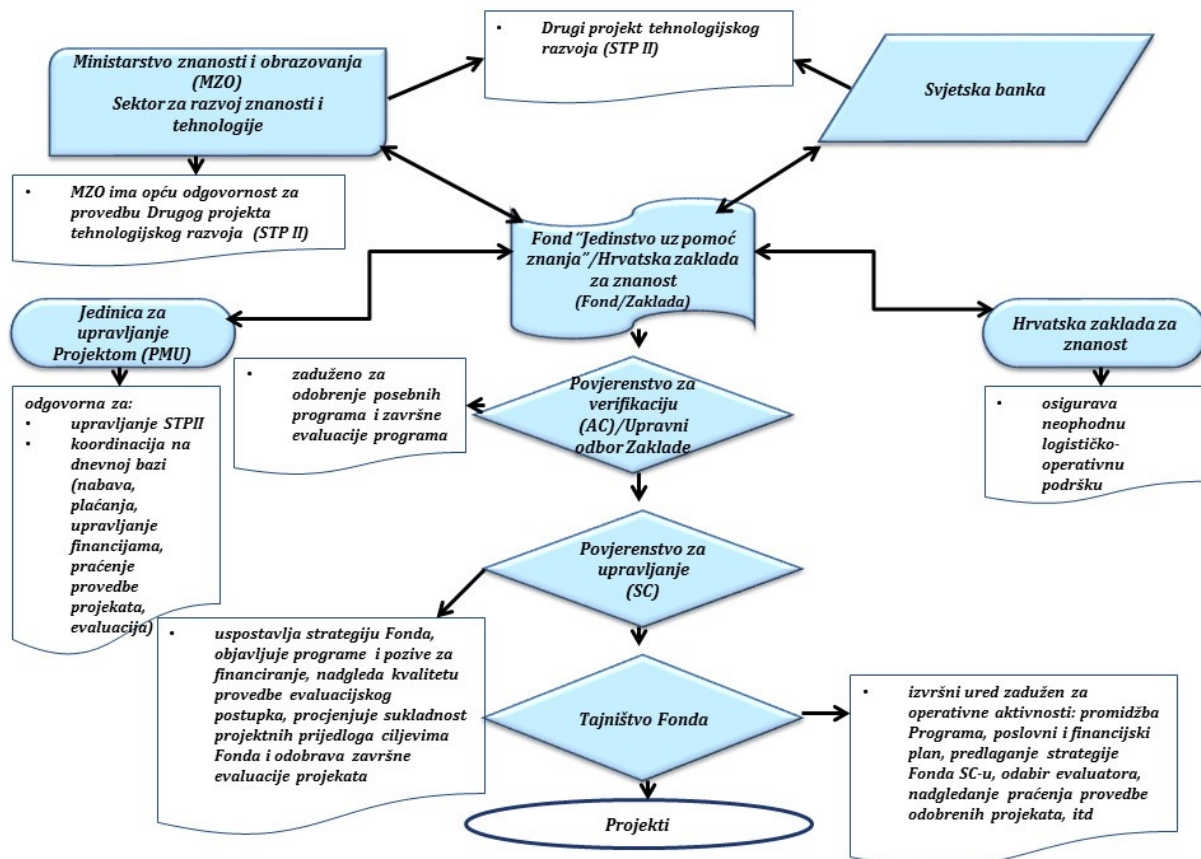 • Drugi projekt tehnologijskog
razvoja (STP II)
Ministarstvo znanosti i obrazovanja
(MZO)
Sektor za razvoj znanosti i
tehnologije
Svjetska banka
• MZO ima opću odgovornost za
provedbu Drugog projekta
tehnologijskog razvoja (STP II)
Fond “Jedinstvo uz pomoć
znanja”/Hrvatska zaklada
za znanost
(Fond/Zaklada)
Jedinica za
upravljanje
Projektom (PMU)
Hrvatska zaklada za
znanost
odgovorna za:
• upravljanje STPII
• koordinacija na
dnevnoj bazi
(nabava,
plaćanja,
upravljanje
financijama,
praćenje
provedbe
projekata,
evaluacija)
• zaduženo za
odobrenje posebnih
programa i završne
evaluacije programa
Povjerenstvo za
verifikaciju
(AC)/Upravni
odbor Zaklade
• osigurava
neophodnu
logističko-
operativnu
podršku
Povjerenstvo za
upravljanje
(SC)
• uspostavlja strategiju Fonda,
objavljuje programe i pozive za
financiranje, nadgleda kvalitetu
provedbe evaluacijskog
postupka, procjenjuje sukladnost
projektnih prijedloga ciljevima
Fonda i odobrava završne
evaluacije projekata
Tajništvo Fonda
• izvršni ured zadužen za
operativne aktivnosti: promidžba
Programa, poslovni i financijski
plan, predlaganje strategije
Fonda SC-u, odabir evaluatora,
nadgledanje praćenja provedbe
odobrenih projekata, itd
Projekti